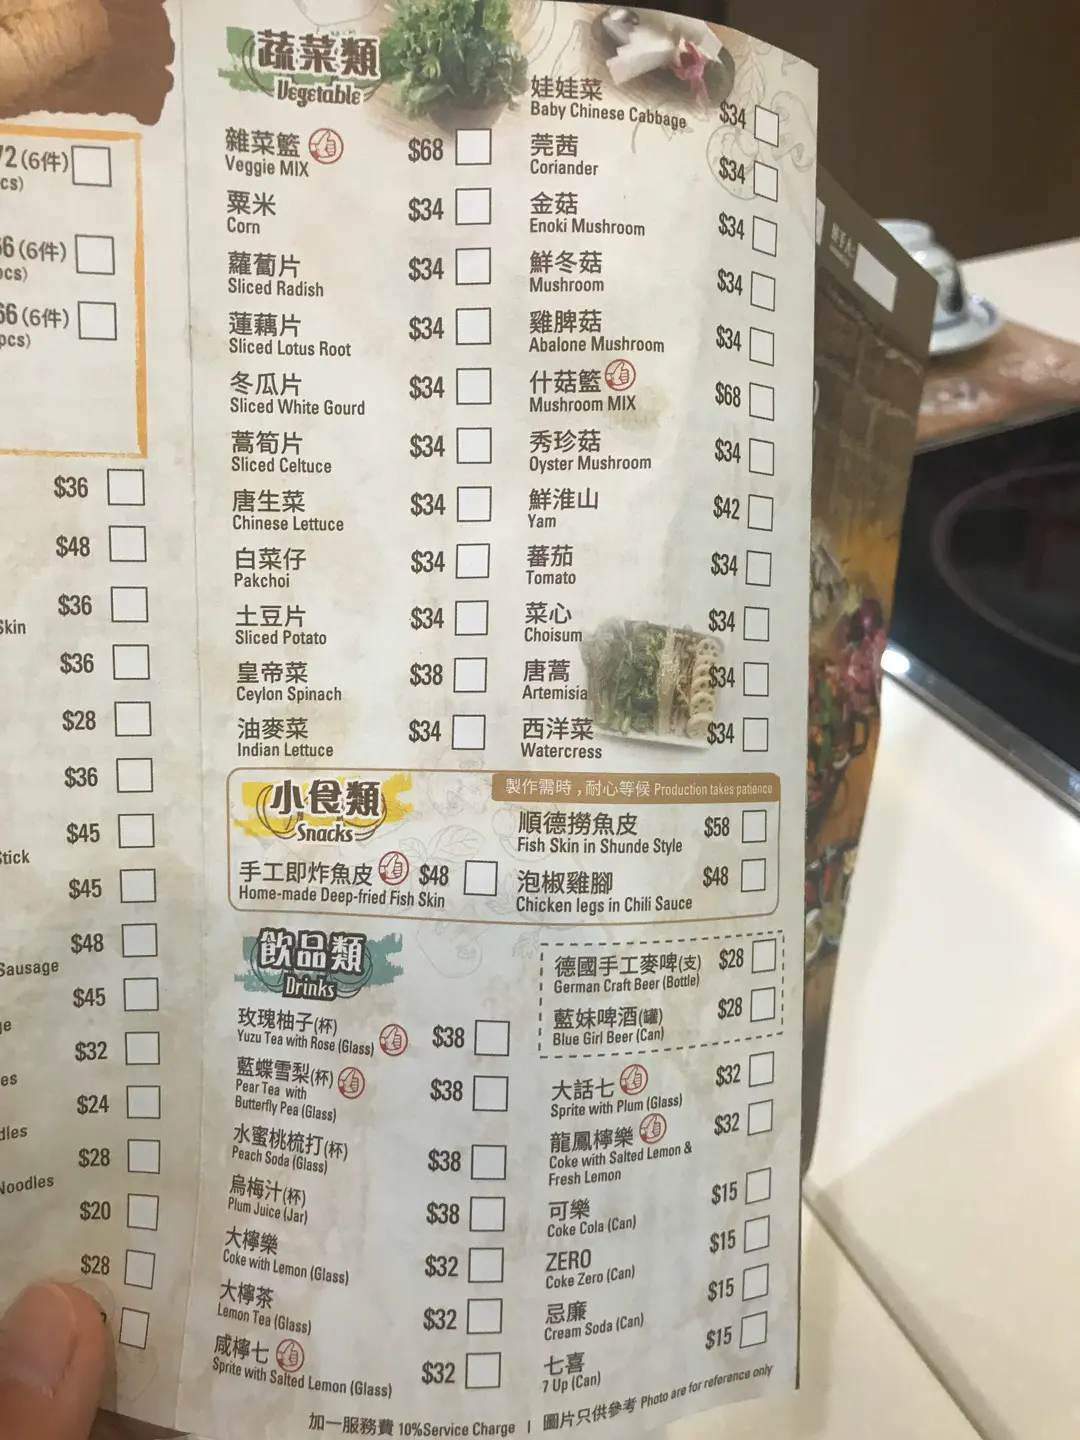 (6件)
cs)
(6件)
pcs)
(6件)
pcs)
$36
$48
$36
Skin
$36
$28
$36
$45
Stick
$45
$48
Sausage
$45
$32
$24
$28
Noodles
$20
$28
蔬菜類
Vegetable
雜菜籃 $68
Veggie MIX
粟米 $34
Corn
蘿蔔片 $34
Sliced Radish
蓮藕片 $34
Sliced Lotus Root
冬瓜片 $34
Sliced White Gourd
蒿筍片 $34
Sliced Celtuce
唐生菜 $34
Chinese Lettuce
白菜仔 $34
Pakchoi
土豆片 $34
Sliced Potato
皇帝菜 $38
Ceylon Spinach
油麥菜 $34
Indian Lettuce
娃娃菜 $34
Baby Chinese Cabbage
莞茜 $34
Coriander
金菇 $34
Enoki Mushroom
鮮冬菇 $34
Mushroom
雞脾菇 $34
Abalone Mushroom
什菇籃 $68
Mushroom MIX
秀珍菇 $34
Oyster Mushroom
鮮淮山 $42
Yam
蕃茄 $34
Tomato
菜心 $34
Choisum
唐蒿 $34
Artemisia
西洋菜 $34
Watercress
小食類
Snacks
製作需時,耐心等候 Production takes patience
手工即炸魚皮 $48
Home-made Deep-fried Fish Skin
順德撈魚皮 $58
Fish Skin in Shunde Style
泡椒雞腳 $48
Chicken legs in Chili Sauce
飲品類
Drinks
玫瑰柚子(杯) $38
Yuzu Tea with Rose (Glass)
藍蝶雪梨(杯) $38
Pear Tea with
Butterfly Pea (Glass)
水蜜桃梳打(杯) $38
Peach Soda (Glass)
烏梅汁(杯) $38
Plum Juice (Jar)
大檸樂 $32
Coke with Lemon (Glass)
大檸茶 $32
Lemon Tea (Glass)
咸檸七 $32
Sprite with Salted Lemon (Glass)
德國手工麥啤(支) $28
German Craft Beer (Bottle)
藍妹啤酒(罐) $28
Blue Girl Beer (Can)
大話七 $32
Sprite with Plum (Glass)
龍鳳檸樂 $32
Coke with Salted Lemon &
Fresh Lemon
可樂 $15
Coke Cola (Can)
ZERO $15
Coke Zero (Can)
忌廉 $15
Cream Soda (Can)
七喜 $15
7 Up (Can)
加一服務費 10%Service Charge | 圖片只供參考 Photo are for reference only